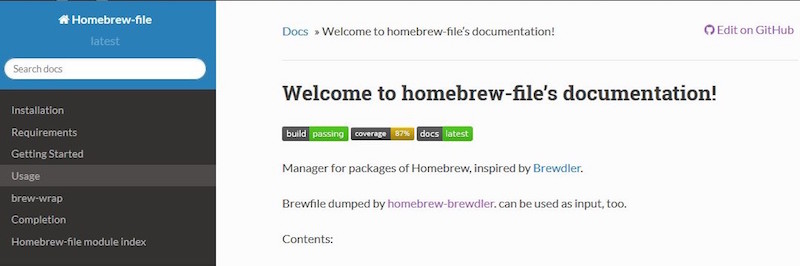 Homebrew-file
latest
Search docs
Installation
Requirements
Getting Started
Usage
brew-wrap
Completion
Homebrew-file module index
Docs » Welcome to homebrew-file's documentation!
Edit on GitHub
Welcome to homebrew-file's documentation!
build passing coverage 87% docs latest
Manager for packages of Homebrew, inspired by Brewdler.
Brewfile dumped by homebrew-brewdler. can be used as input, too.
Contents: